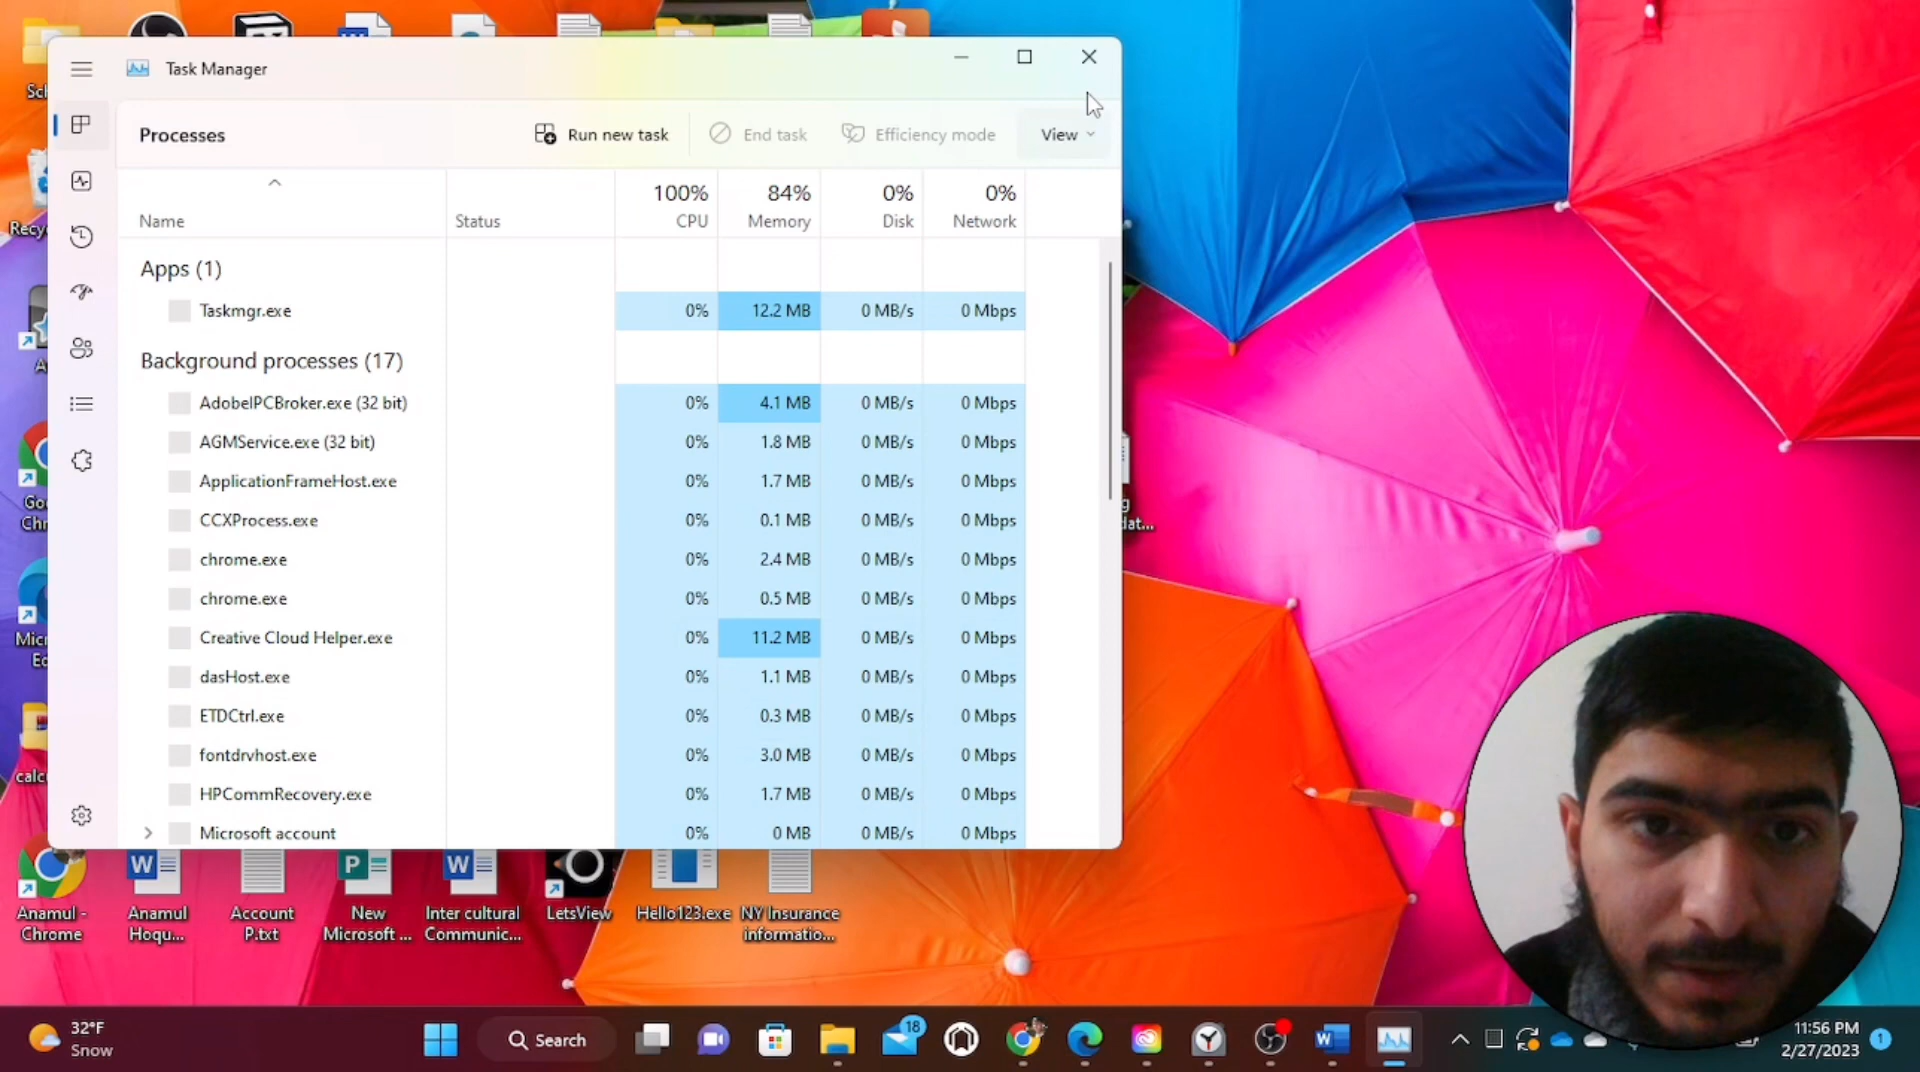 Task Manager
Processes
Run new task
End task
Efficiency mode
View
100% 84% 0% 0%
Name Status CPU Memory Disk Network
Apps (1)
Taskmgr.exe 0% 12.2 MB 0 MB/s 0 Mbps
Background processes (17)
AdobeIPCBroker.exe (32 bit) 0% 4.1 MB 0 MB/s 0 Mbps
AGMService.exe (32 bit) 0% 1.8 MB 0 MB/s 0 Mbps
ApplicationFrameHost.exe 0% 1.7 MB 0 MB/s 0 Mbps
CCXProcess.exe 0% 0.1 MB 0 MB/s 0 Mbps
chrome.exe 0% 2.4 MB 0 MB/s 0 Mbps
chrome.exe 0% 0.5 MB 0 MB/s 0 Mbps
Creative Cloud Helper.exe 0% 11.2 MB 0 MB/s 0 Mbps
dasHost.exe 0% 1.1 MB 0 MB/s 0 Mbps
ETDCtrl.exe 0% 0.3 MB 0 MB/s 0 Mbps
fontdrvhost.exe 0% 3.0 MB 0 MB/s 0 Mbps
HPCommRecovery.exe 0% 1.7 MB 0 MB/s 0 Mbps
Microsoft account 0% 0 MB 0 MB/s 0 Mbps
Recy
Goo
Chr
Micr
Ed
calc
dat...
Anamul -
Chrome
Anamul
Hoqu...
Account
P.txt
New
Microsoft ...
Inter cultural
Communic...
LetsView
Hello123.exe
NY Insurance
informatio...
32°F
Snow
Search
18
11:56 PM
2/27/2023
1